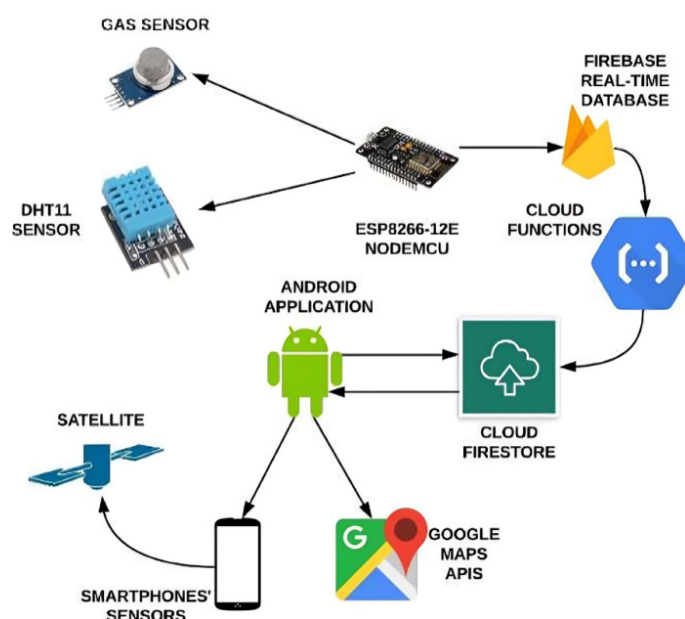 GAS SENSOR
FIREBASE
REAL-TIME
DATABASE
DHT11
SENSOR
ESP8266-12E
NODEMCU
CLOUD
FUNCTIONS
ANDROID
APPLICATION
SATELLITE
CLOUD
FIRESTORE
G
GOOGLE
MAPS
APIS
SMARTPHONES'
SENSORS